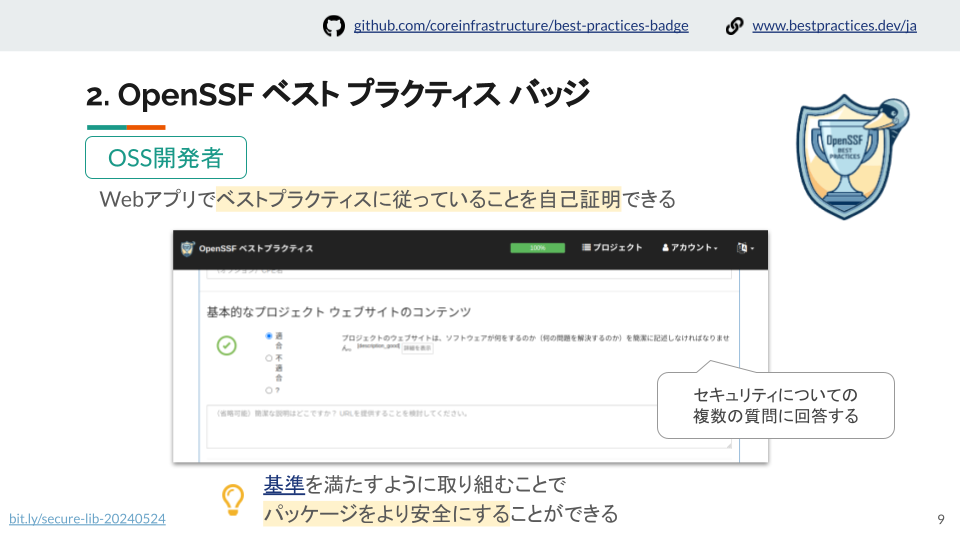 github.com/coreinfrastructure/best-practices-badge
www.bestpractices.dev/ja
2. OpenSSF ベスト プラクティス バッジ
OpenSSF
BEST
PRACTICES
OSS開発者
Webアプリでベストプラクティスに従っていることを自己証明できる
OpenSSF ベストプラクティス
100%
プロジェクト
アカウント
基本的なプロジェクト ウェブサイトのコンテンツ
適
合
不
適
合
?
プロジェクトのウェブサイトは、ソフトウェアが何をするのか（何の問題を解決するのか）を簡潔に記述しなければなりませ
ん。 [description_good] 詳細を表示
（省略可能）簡潔な説明はどこですか？ URLを提供することを検討してください。
セキュリティについての
複数の質問に回答する
基準を満たすように取り組むことで
パッケージをより安全にすることができる
bit.ly/secure-lib-20240524
9